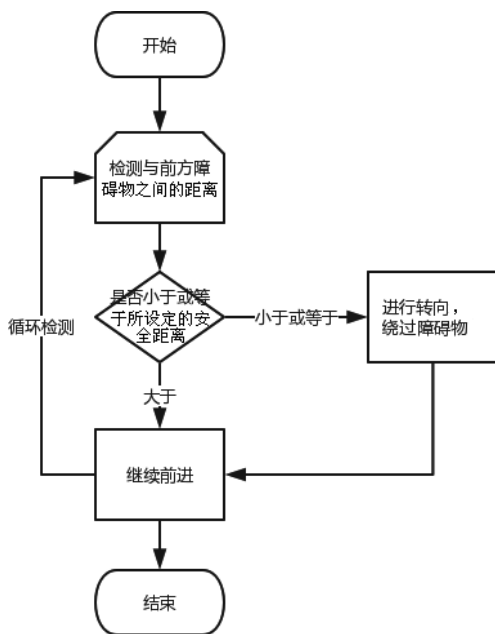 开始
检测与前方障
碍物之间的距离
是否小于或等
于所设定的安
全距离
小于或等于
进行转向，
绕过障碍物
循环检测
大于
继续前进
结束